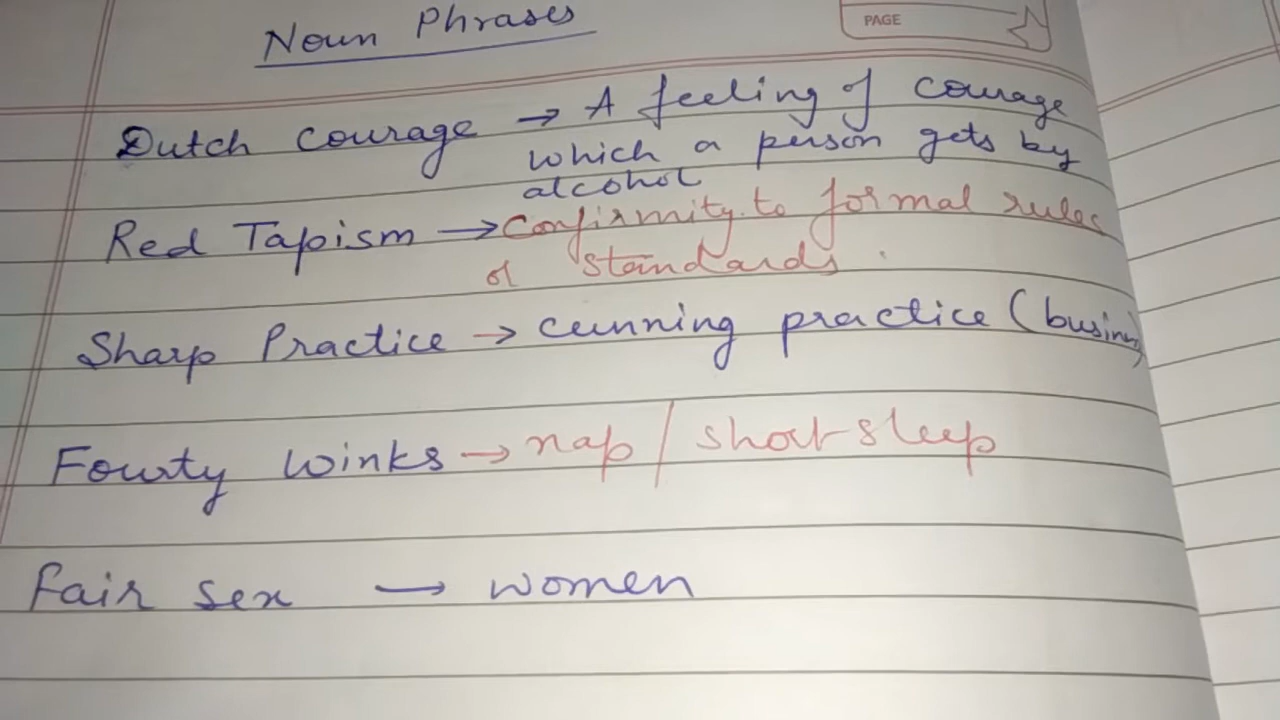 PAGE
Noun Phrases
Dutch courage → A feeling of courage
which a person gets by
alcohol
Red Tapism → Confirmity to formal rules
of standards.
Sharp Practice → cunning practice (business)
Fourty winks → nap / short sleep
Fair sex → women